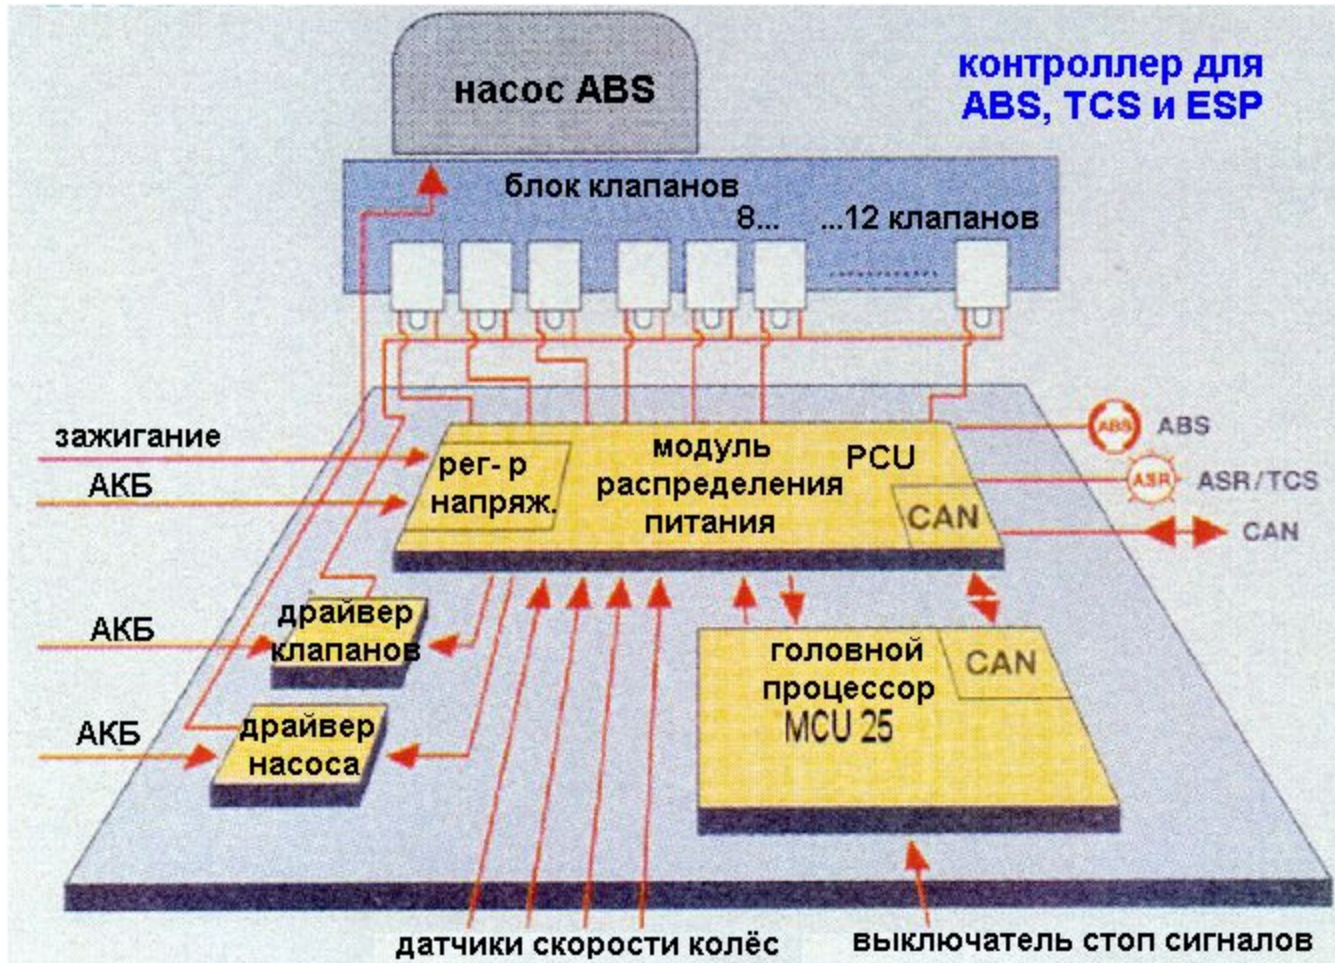 насос ABS
контроллер для
ABS, TCS и ESP
блок клапанов
8... ...12 клапанов
зажигание
АКБ
рег- р
напряж.
модуль
распределения
питания
PCU
CAN
ABS
ABS
ASR
ASR/TCS
CAN
АКБ
драйвер
клапанов
АКБ
драйвер
насоса
головной
процессор
MCU 25
CAN
датчики скорости колёс
выключатель стоп сигналов